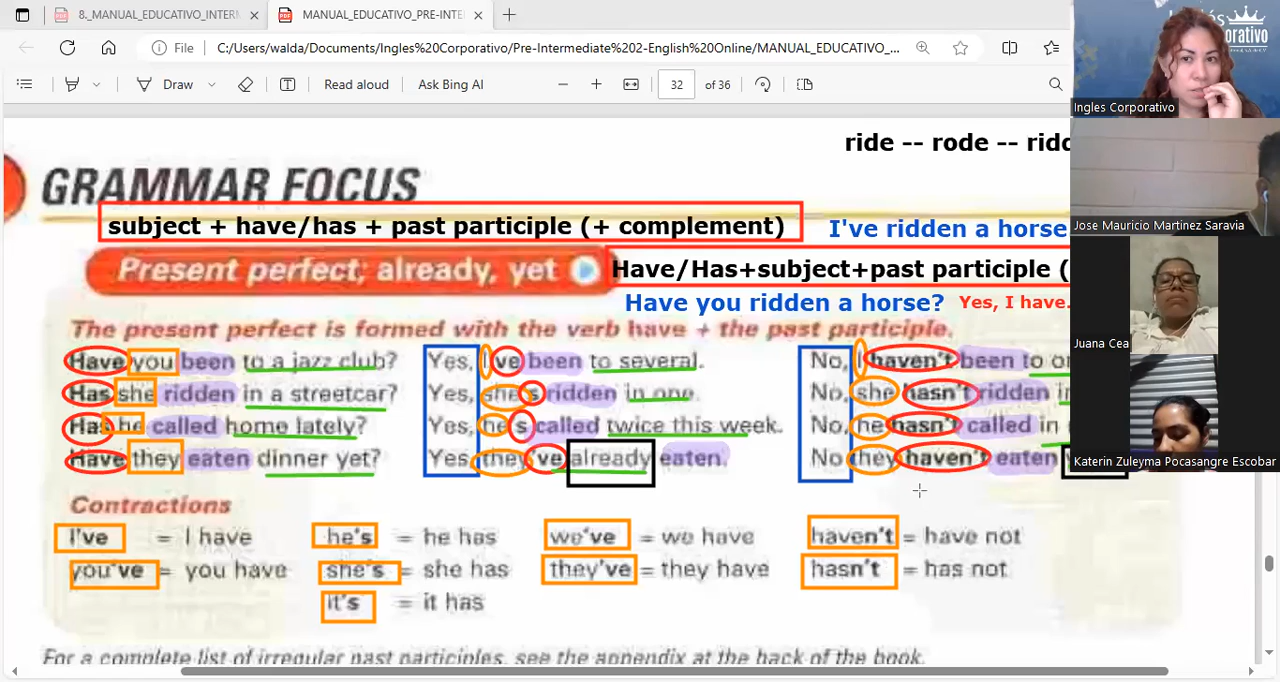 8._MANUAL_EDUCATIVO_INTERM
MANUAL_EDUCATIVO_PRE-INTE
File
C:/Users/walda/Documents/Ingles%20Corporativo/Pre-Intermediate%202-English%20Online/MANUAL_EDUCATIVO_...
Draw
Read aloud
Ask Bing AI
32 of 36
Ingles Corporativo
Jose Mauricio Martinez Saravia
Juana Cea
Katerin Zuleyma Pocasangre Escobar
ride -- rode -- ridd
GRAMMAR FOCUS
subject + have/has + past participle (+ complement)
I've ridden a horse
Present perfect; already, yet
Have/Has+subject+past participle (
Have you ridden a horse? Yes, I have.
The present perfect is formed with the verb have + the past participle.
Have you been to a jazz club? Yes, I've been to several. No, I haven't been to
Has she ridden in a streetcar? Yes, she's ridden in one. No, she hasn't ridden in
Has he called home lately? Yes, he's called twice this week. No, he hasn't called in
Have they eaten dinner yet? Yes, they've already eaten. No they haven't eaten
Contractions
I've = I have he's = he has we've = we have haven't = have not
you've = you have she's = she has they've = they have hasn't = has not
it's = it has
For a complete list of irregular past participles, see the appendix at the back of the book.